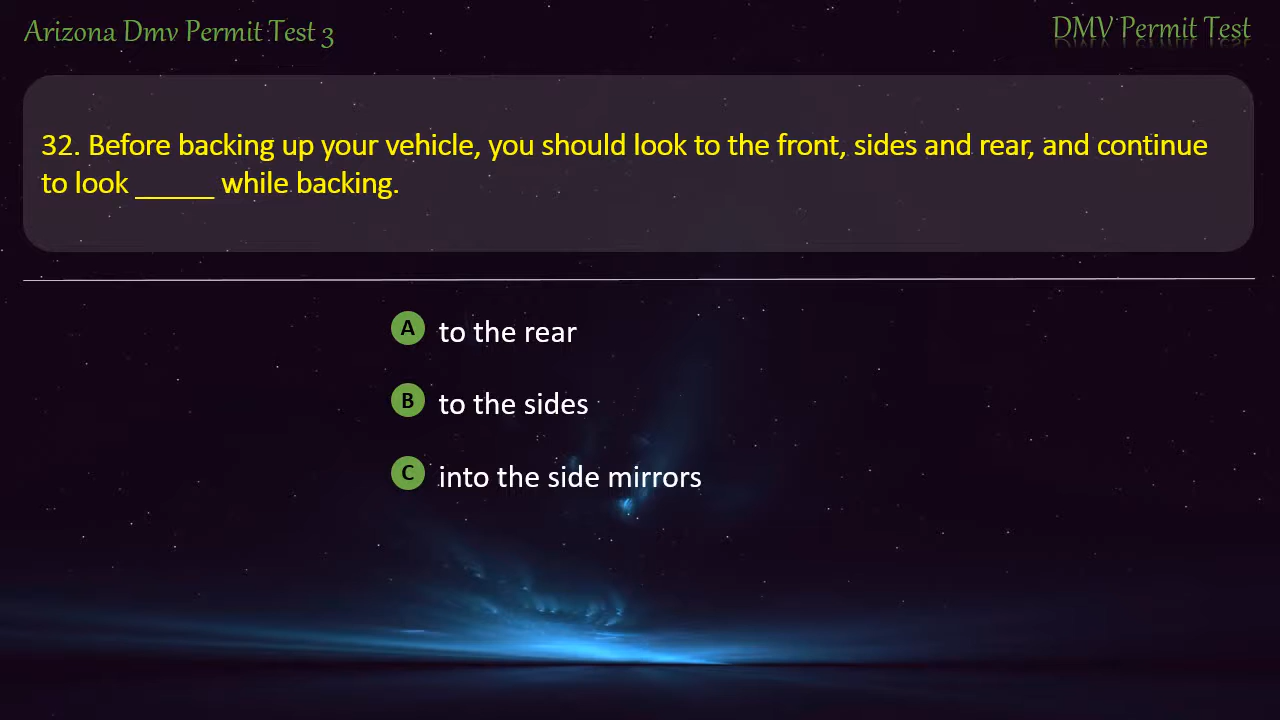 Arizona Dmv Permit Test 3
DMV Permit Test
32. Before backing up your vehicle, you should look to the front, sides and rear, and continue
to look _____ while backing.
A to the rear
B to the sides
C into the side mirrors